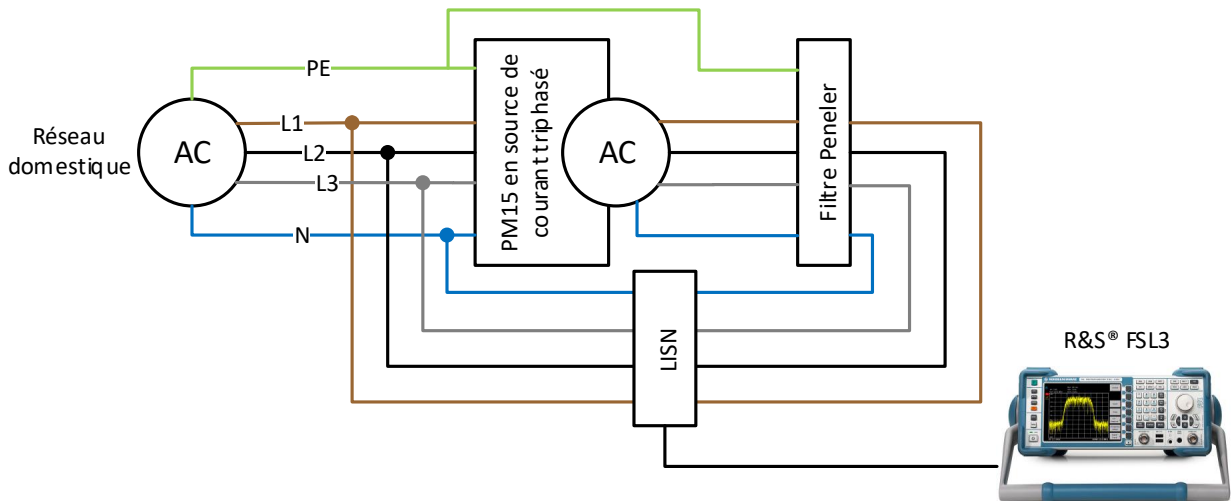 PE
L1
L2
L3
N
Réseau
domestique
AC
PM15 en source de
courant triphasé
AC
Filtre Peneler
LISN
R&S® FSL3